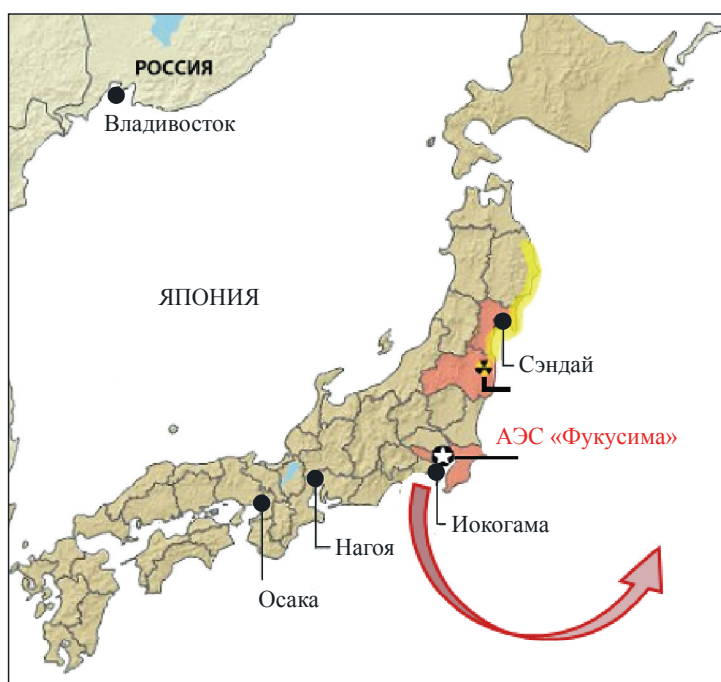 РОССИЯ
Владивосток
ЯПОНИЯ
Сэндай
АЭС «Фукусима»
Иокогама
Нагоя
Осака